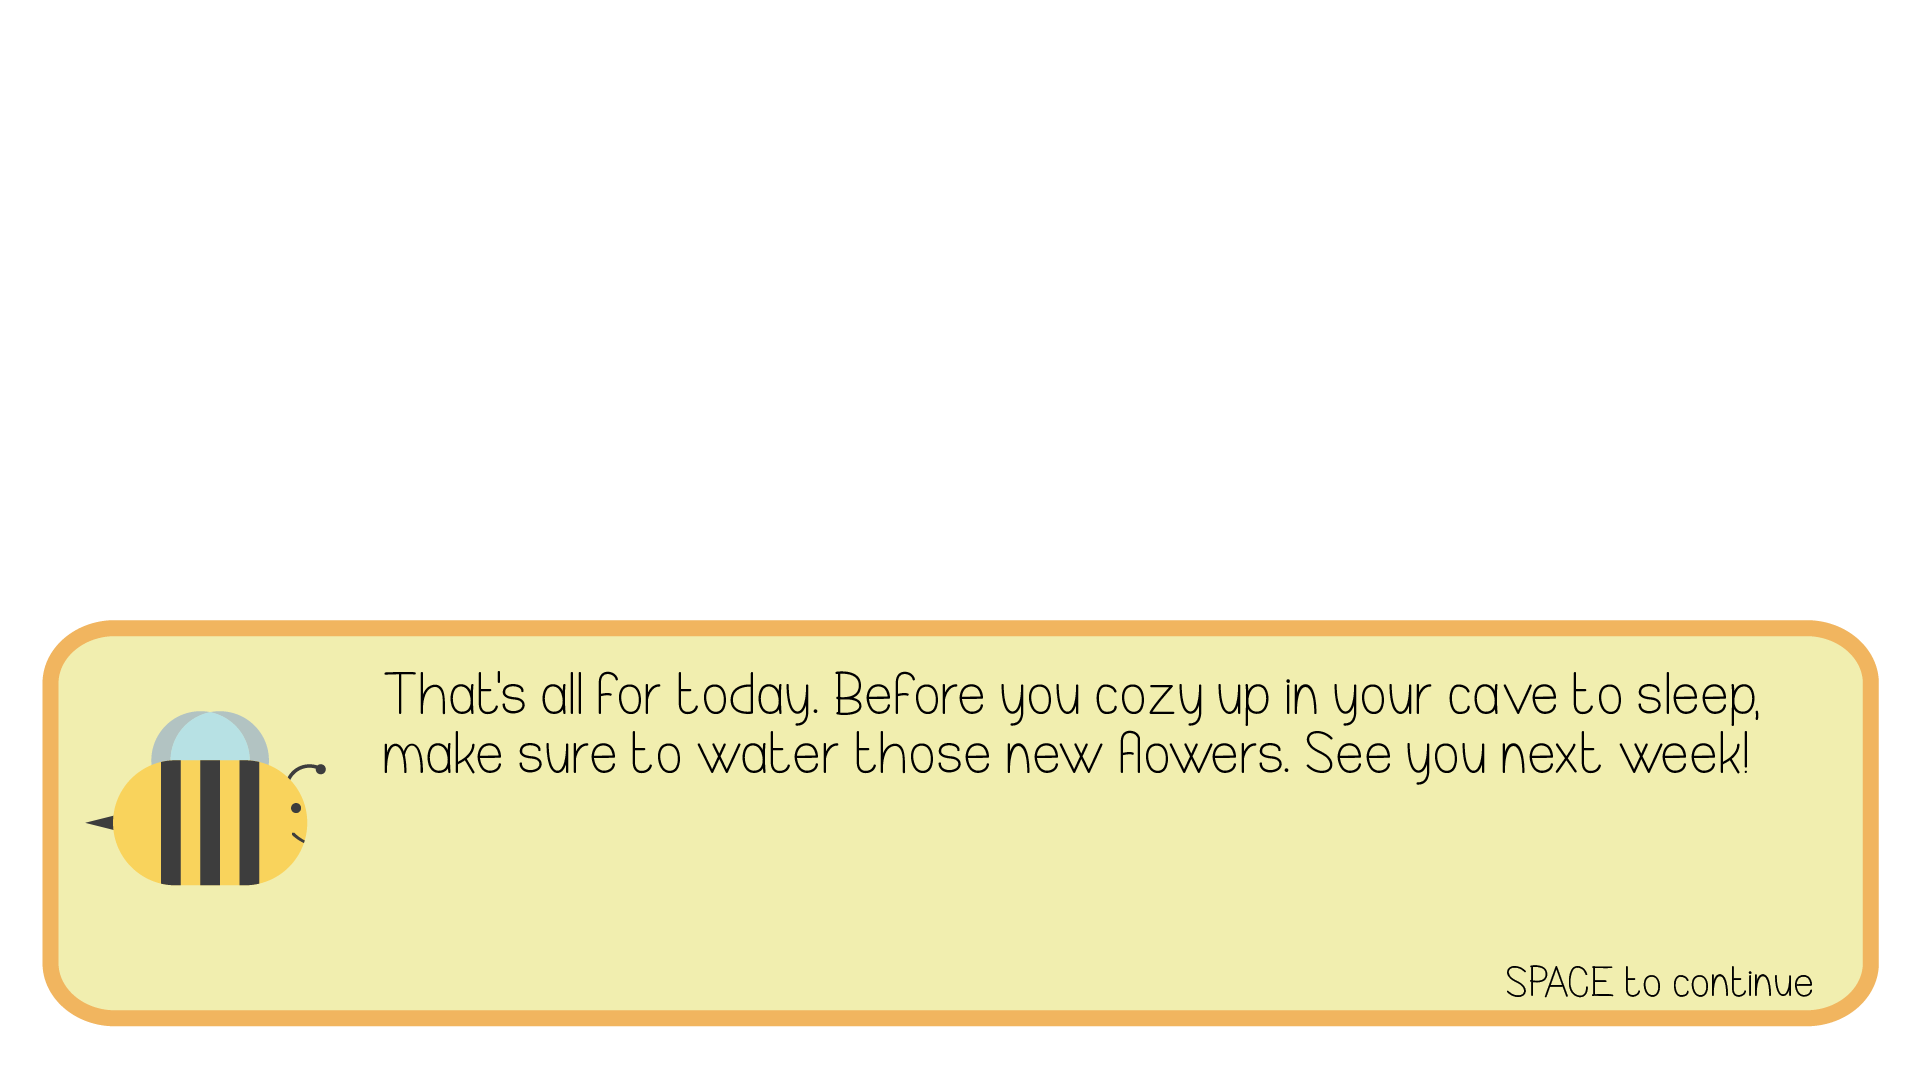 That's all for today. Before you cozy up in your cave to sleep,
make sure to water those new flowers. See you next week!
SPACE to continue